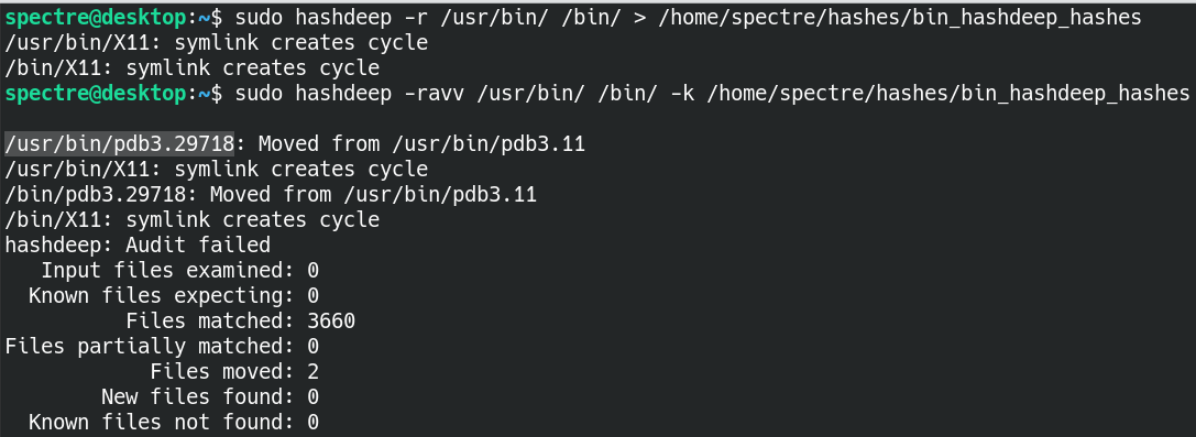 spectre@desktop:~$ sudo hashdeep -r /usr/bin/ /bin/ > /home/spectre/hashes/bin_hashdeep_hashes
/usr/bin/X11: symlink creates cycle
/bin/X11: symlink creates cycle
spectre@desktop:~$ sudo hashdeep -ravv /usr/bin/ /bin/ -k /home/spectre/hashes/bin_hashdeep_hashes
/usr/bin/pdb3.29718: Moved from /usr/bin/pdb3.11
/usr/bin/X11: symlink creates cycle
/bin/pdb3.29718: Moved from /usr/bin/pdb3.11
/bin/X11: symlink creates cycle
hashdeep: Audit failed
   Input files examined: 0
  Known files expecting: 0
          Files matched: 3660
Files partially matched: 0
            Files moved: 2
        New files found: 0
  Known files not found: 0